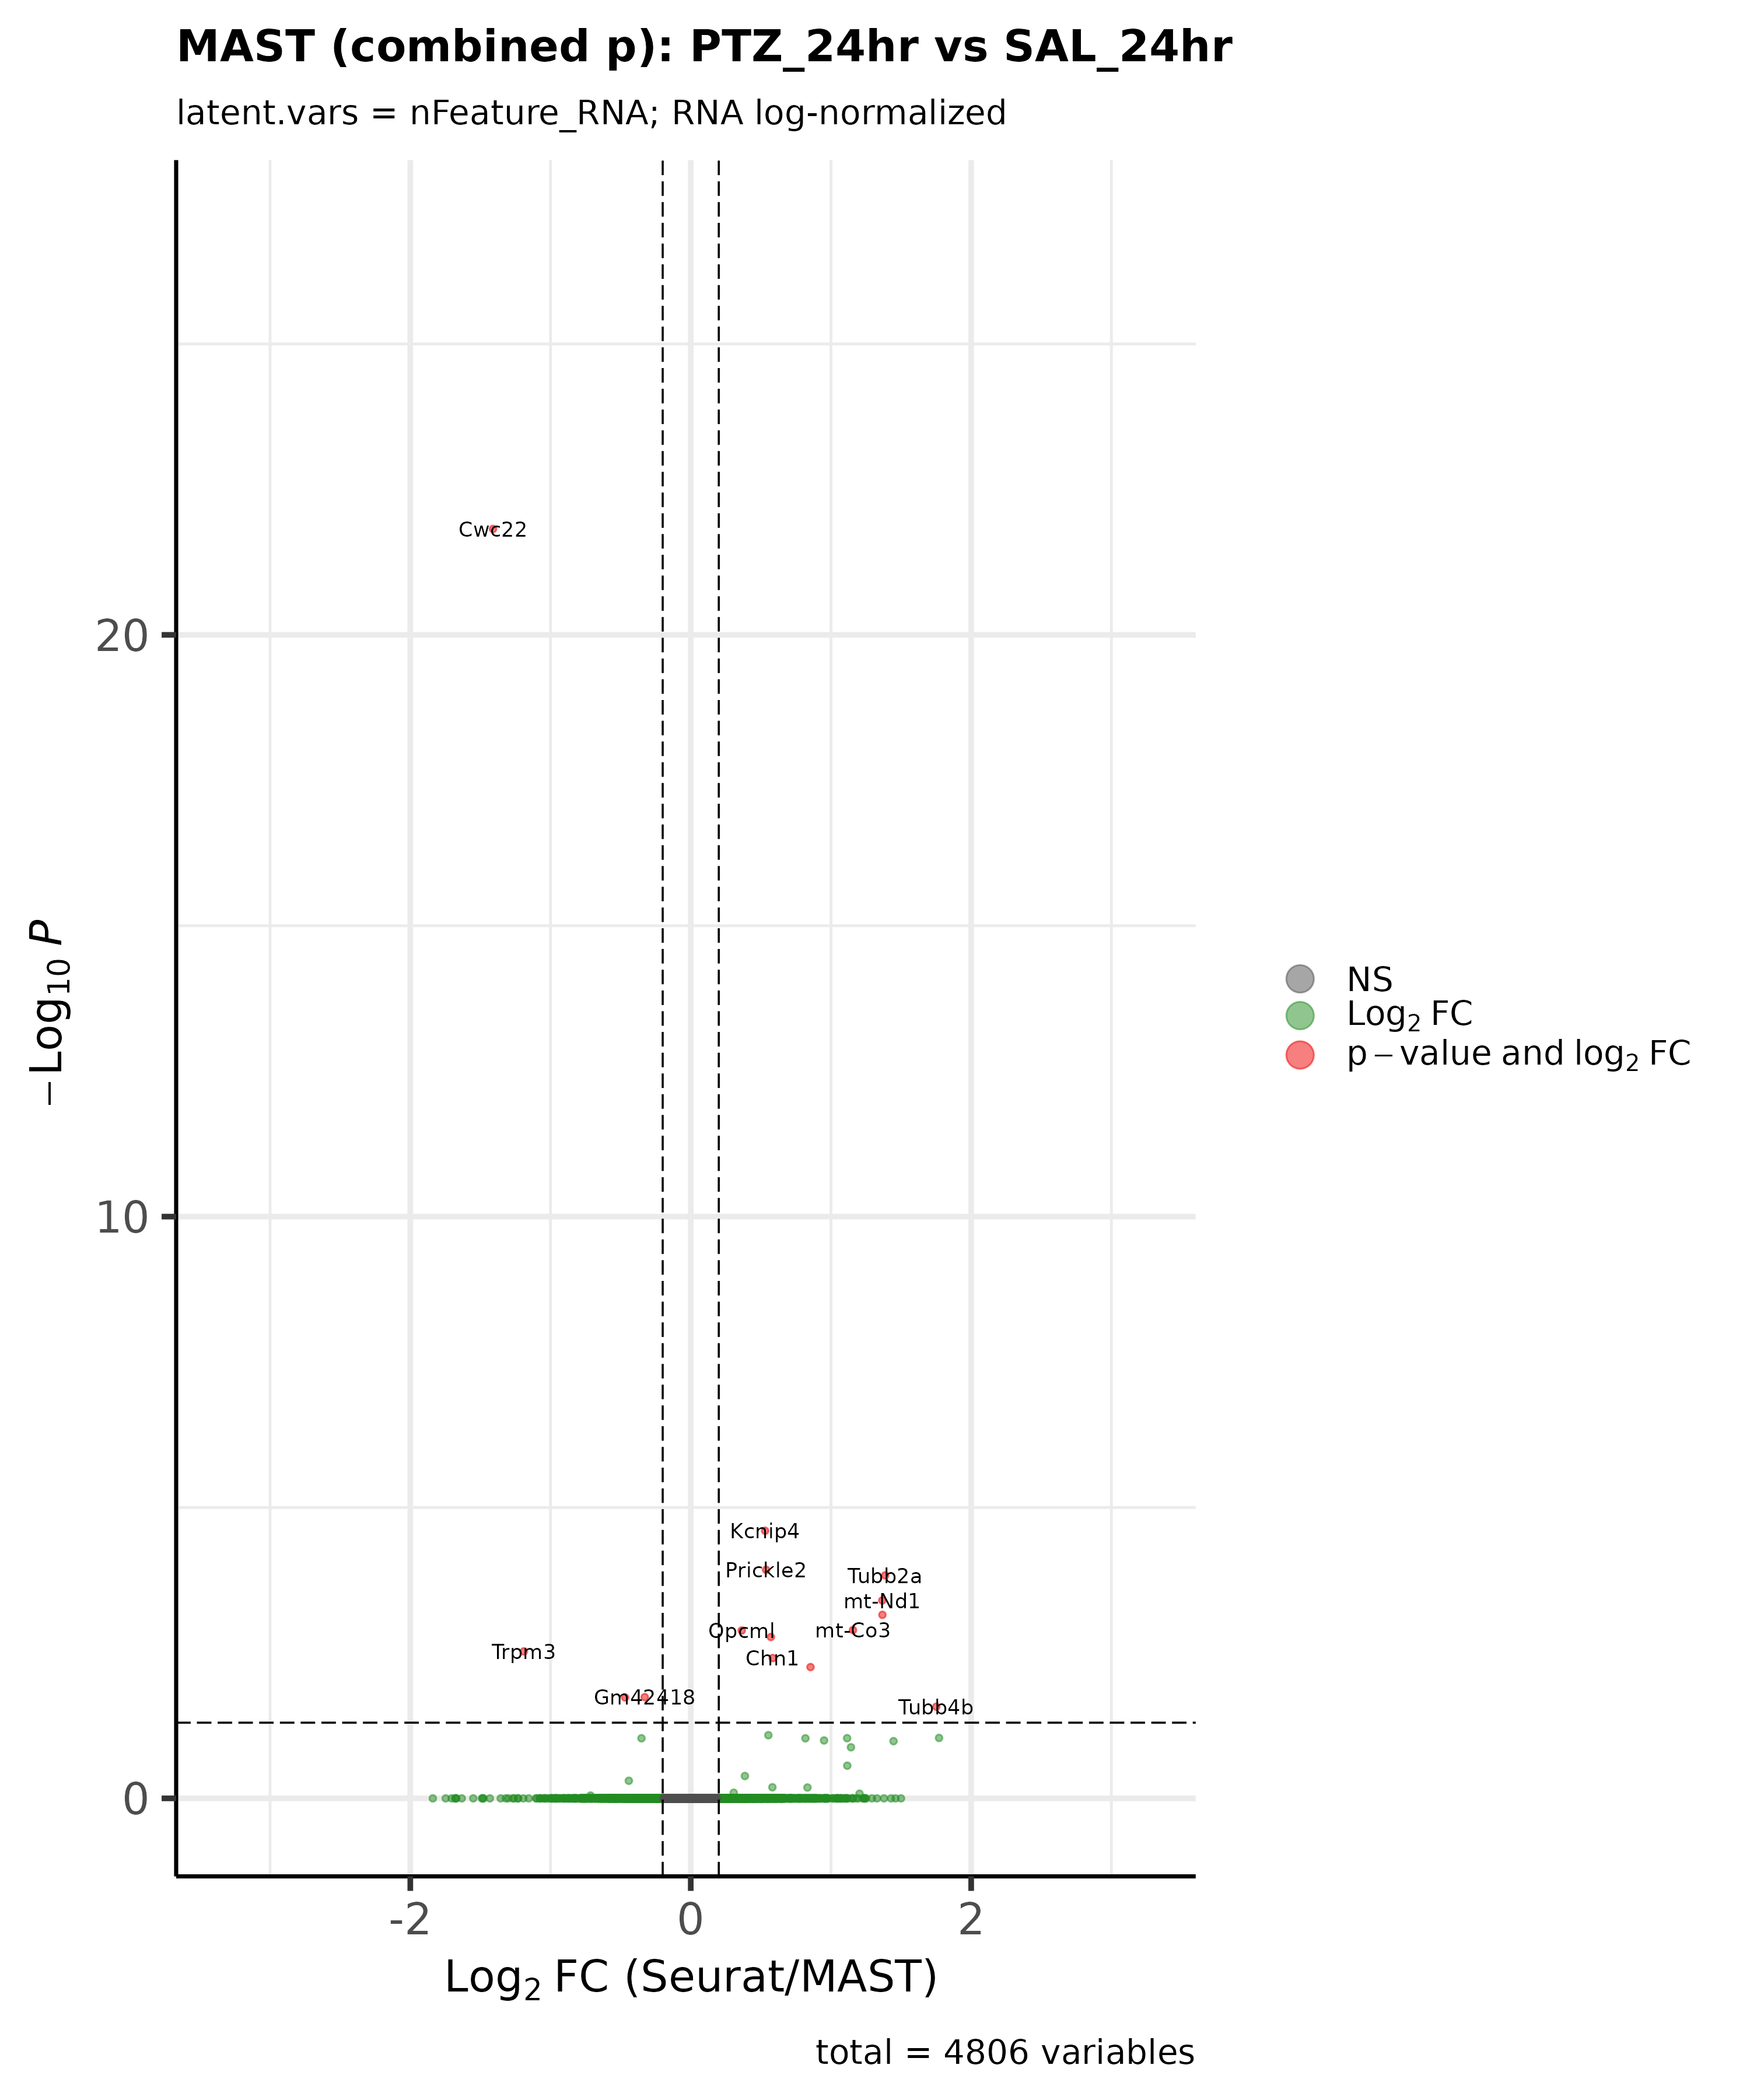 MAST (combined p): PTZ_24hr vs SAL_24hr
latent.vars = nFeature_RNA; RNA log-normalized
Cwc22
20
−Log10 P
NS
Log2 FC
p−value and log2 FC
10
Kcnip4
Prickle2
Tubb2a
mt-Nd1
Opcml
mt-Co3
Trpm3
Chn1
Gm42418
Tubb4b
0
-2 0 2
Log2 FC (Seurat/MAST)
total = 4806 variables